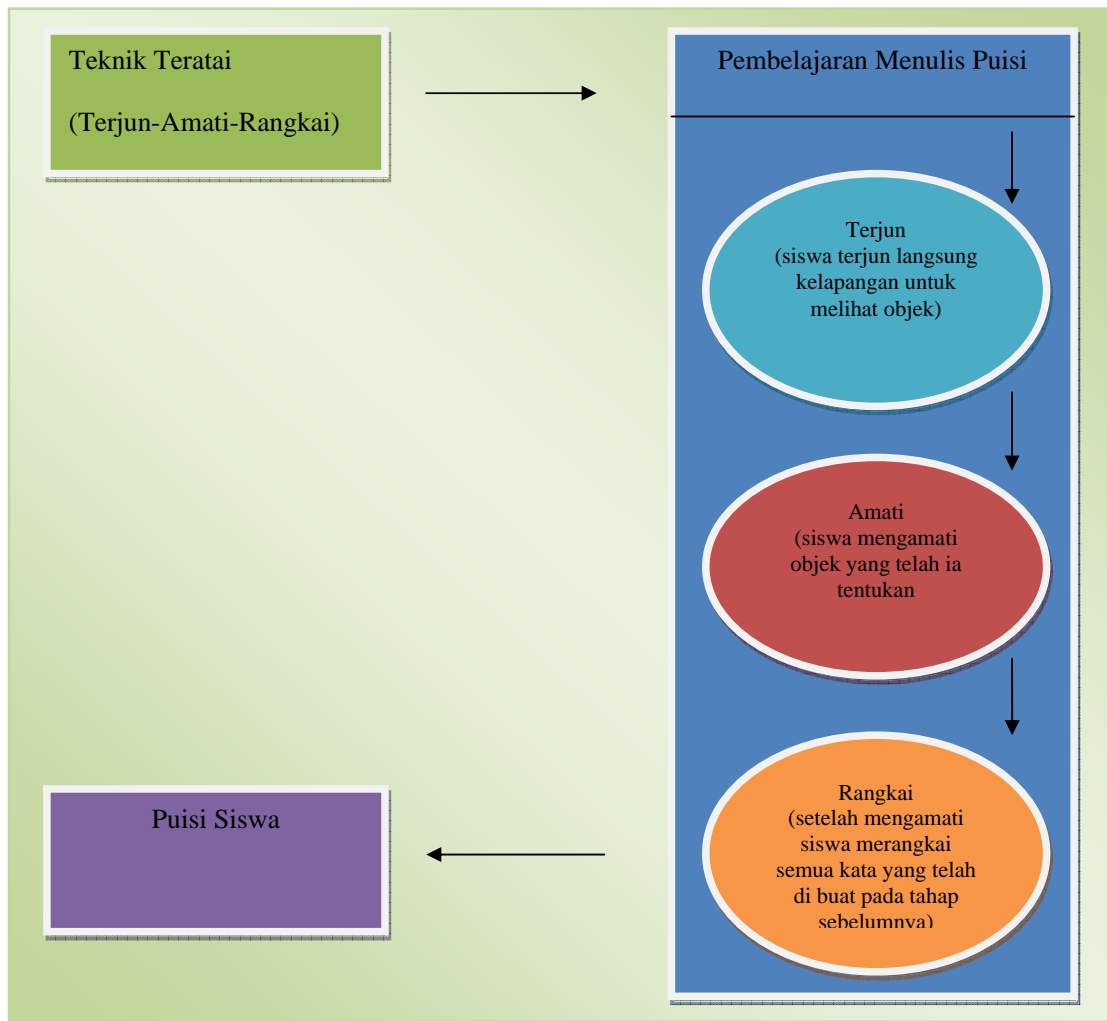 Teknik Teratai
(Terjun-Amati-Rangkai)
Pembelajaran Menulis Puisi
Terjun
(siswa terjun langsung
kelapangan untuk
melihat objek)
Amati
(siswa mengamati
objek yang telah ia
tentukan
Rangkai
(setelah mengamati
siswa merangkai
semua kata yang telah
di buat pada tahap
sebelumnya)
Puisi Siswa